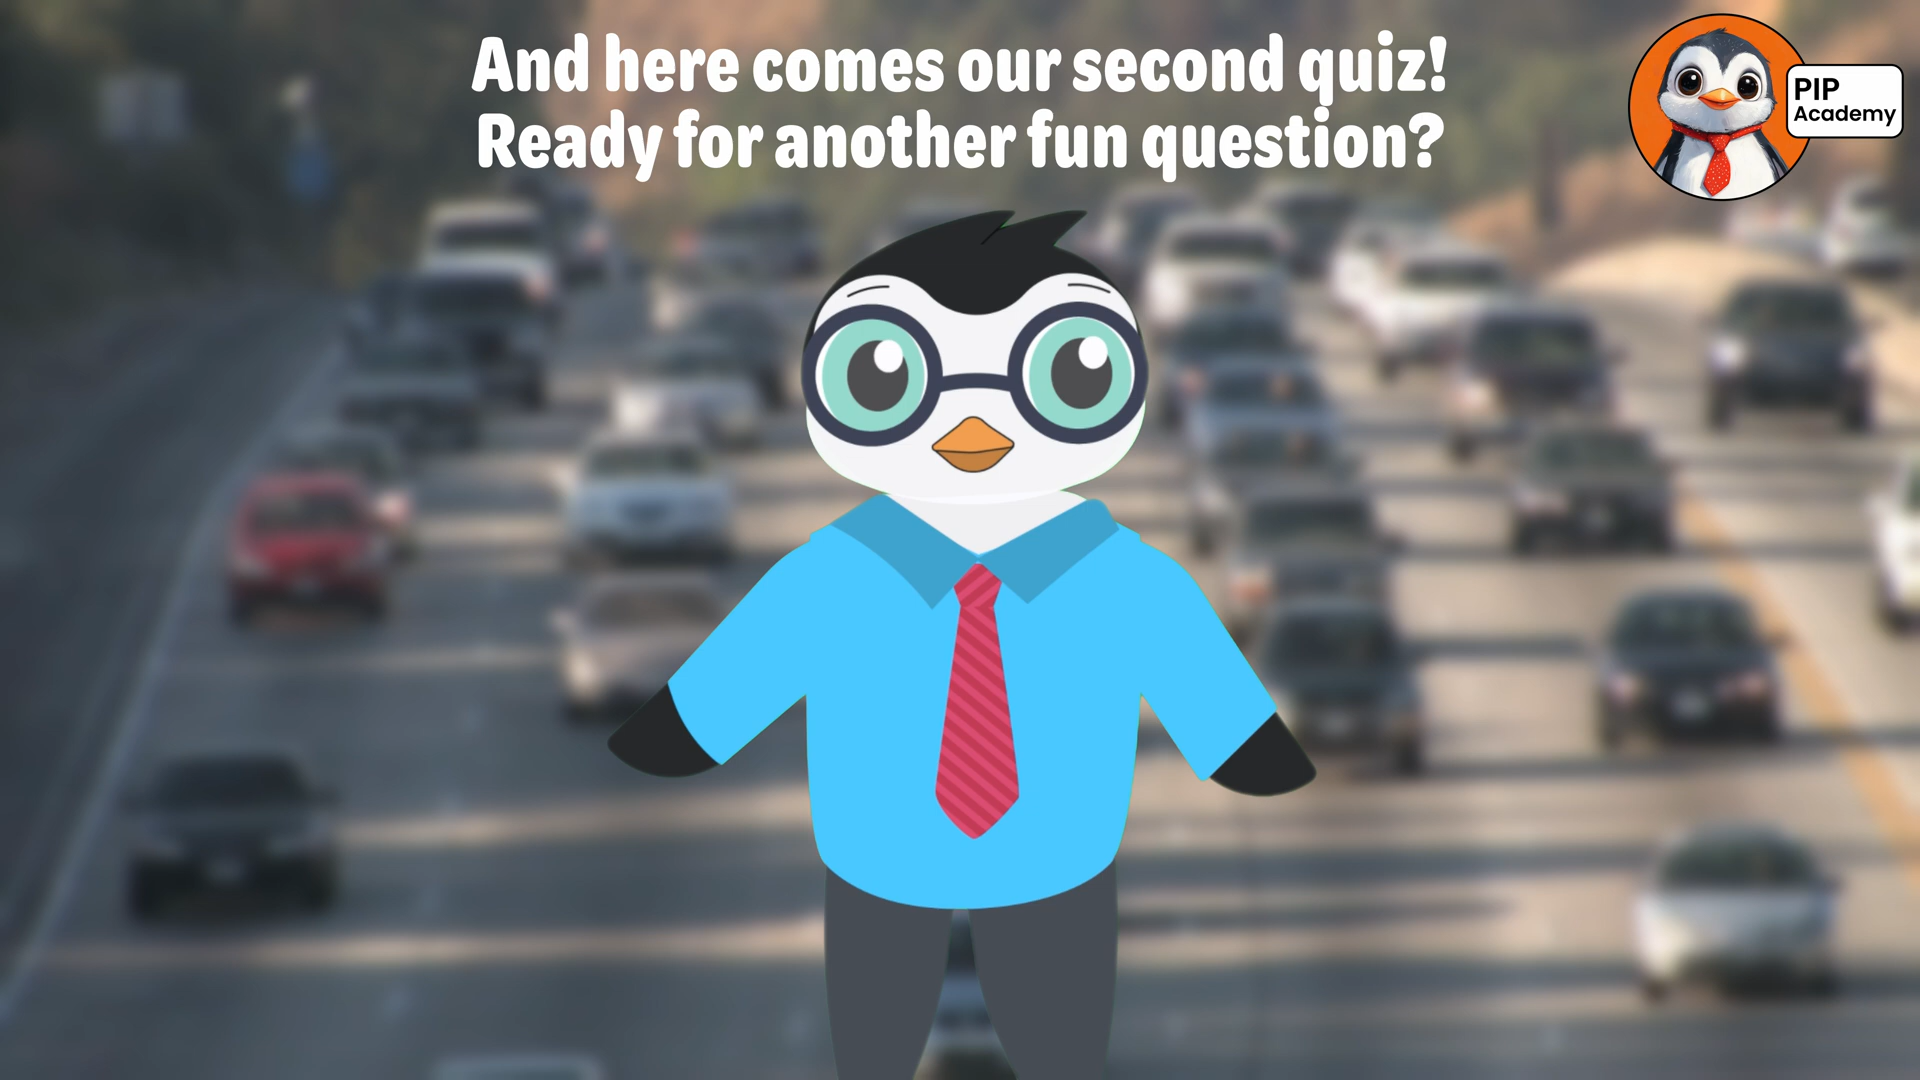 And here comes our second quiz!
Ready for another fun question?
PIP
Academy